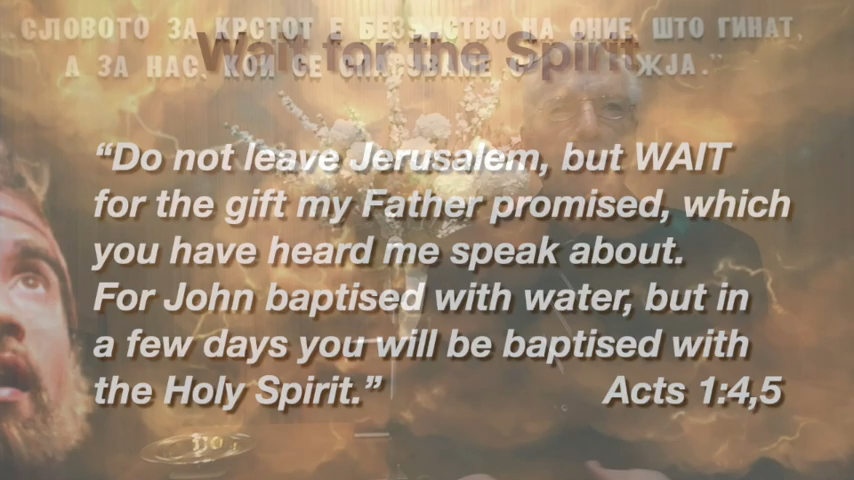 СЛОВОТО ЗА КРСТОТ Е БЕЗУМСТВО НА ОНИЕ, ШТО ГИНАТ
Wait for the Spirit
А ЗА НАС, КОИ СЕ СПАСУВАМЕ
“Do not leave Jerusalem, but WAIT
for the gift my Father promised, which
you have heard me speak about.
For John baptised with water, but in
a few days you will be baptised with
the Holy Spirit.” Acts 1:4,5